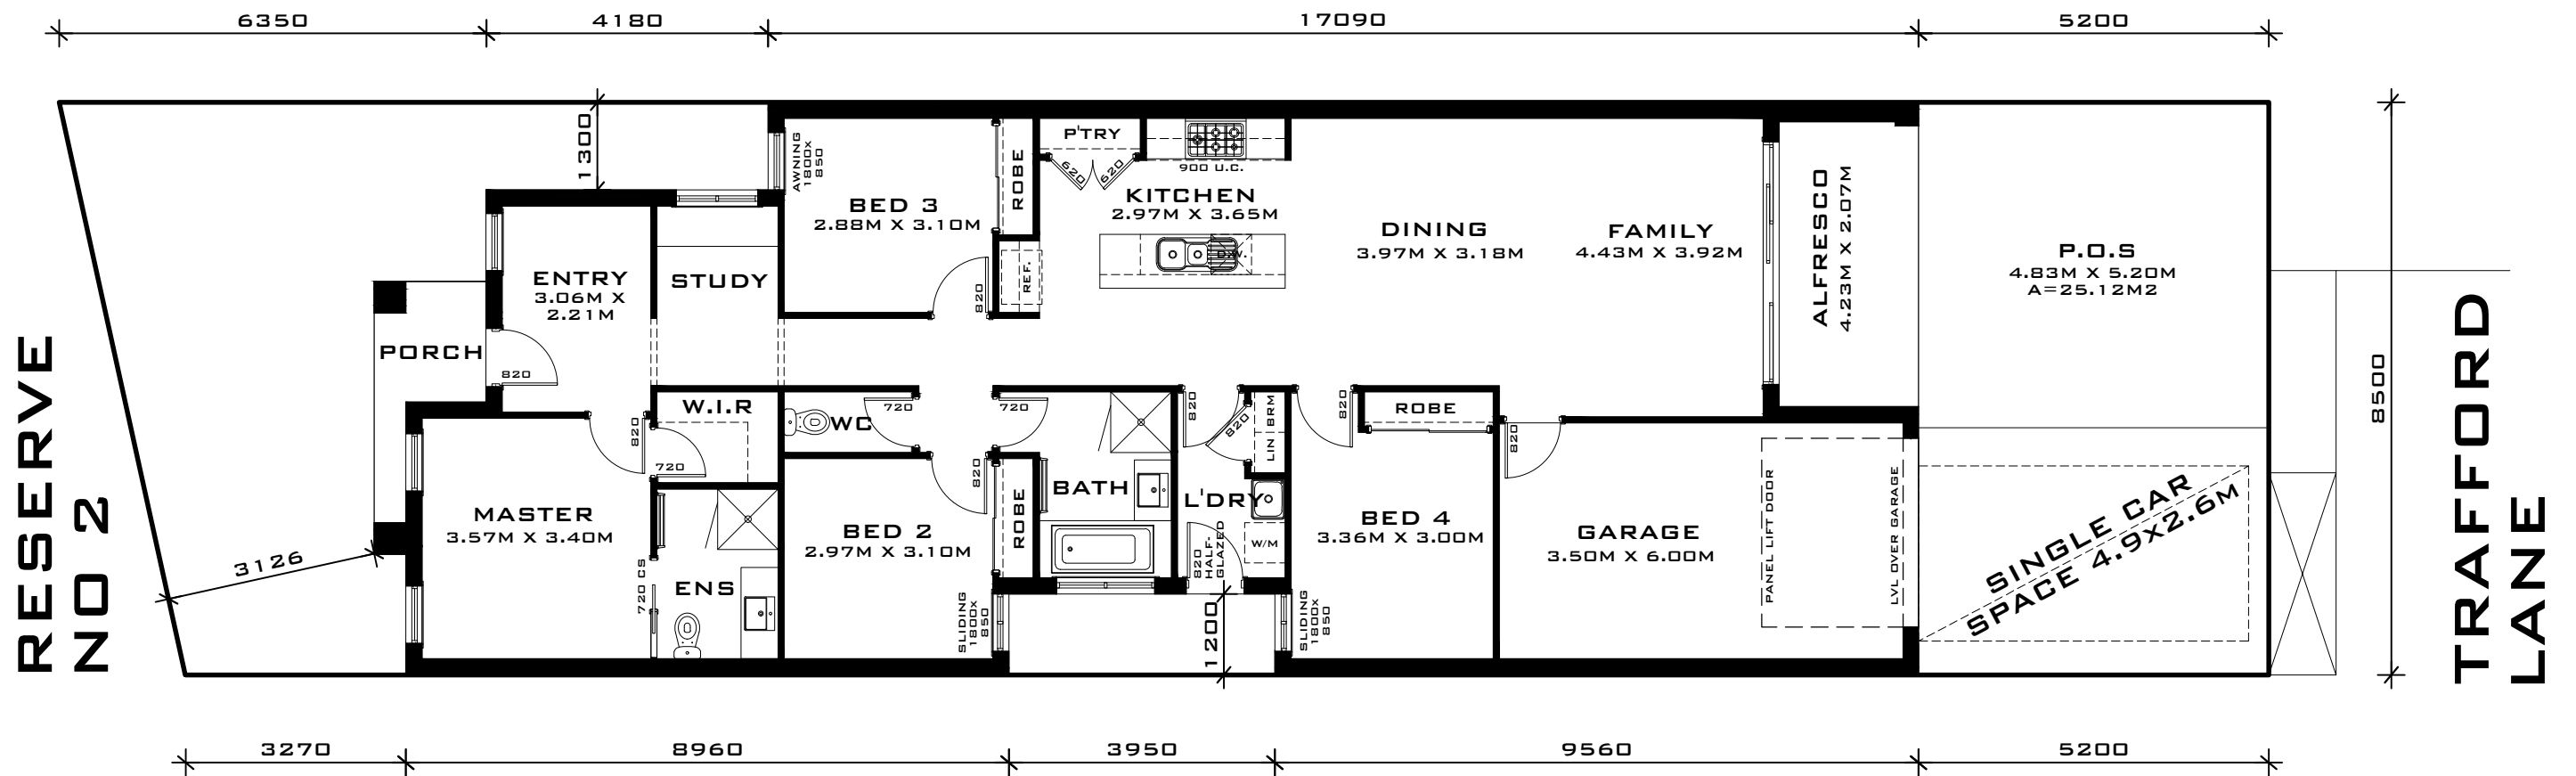 6350
4180
17090
5200
1300
AWNING
1800x
850
BED 3
2.88M X 3.10M
ROBE
P'TRY
620
620
900 U.C.
KITCHEN
2.97M X 3.65M
REF.
D.W.
DINING
3.97M X 3.18M
FAMILY
4.43M X 3.92M
ALFRESCO
4.23M X 2.07M
P.O.S
4.83M X 5.20M
A=25.12M2
ENTRY
3.06M X
2.21M
STUDY
820
PORCH
820
RESERVE
NO 2
TRAFFFORD
LANE
8500
W.I.R
820
720
WC
720
720
820
820
LIN BRM
820
ROBE
820
820
MASTER
3.57M X 3.40M
3126
720 CS
ENS
BED 2
2.97M X 3.10M
ROBE
SLIDING
1800x
850
BATH
L'DRY
820
HALF-
GLAZED
W/M
1200
SLIDING
1800x
850
BED 4
3.36M X 3.00M
GARAGE
3.50M X 6.00M
PANEL LIFT DOOR
LVL OVER GARAGE
SINGLE CAR
SPACE 4.9X2.6M
3270
8960
3950
9560
5200